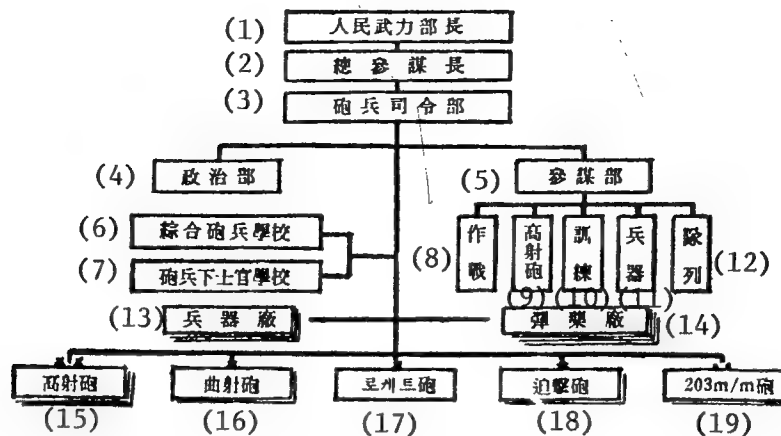 (1) 人民武力部長
(2) 總參謀長
(3) 砲兵司令部
(4) 政治部
(5) 參謀部
(6) 綜合砲兵學校
(7) 砲兵下士官學校
(8) 作戰
(9) 高射砲
(10) 訓練
(11) 兵器
(12) 隊列
(13) 兵器廠
(14) 彈藥廠
(15) 高射砲
(16) 曲射砲
(17) 로케트砲
(18) 迫擊砲
(19) 203m/m砲